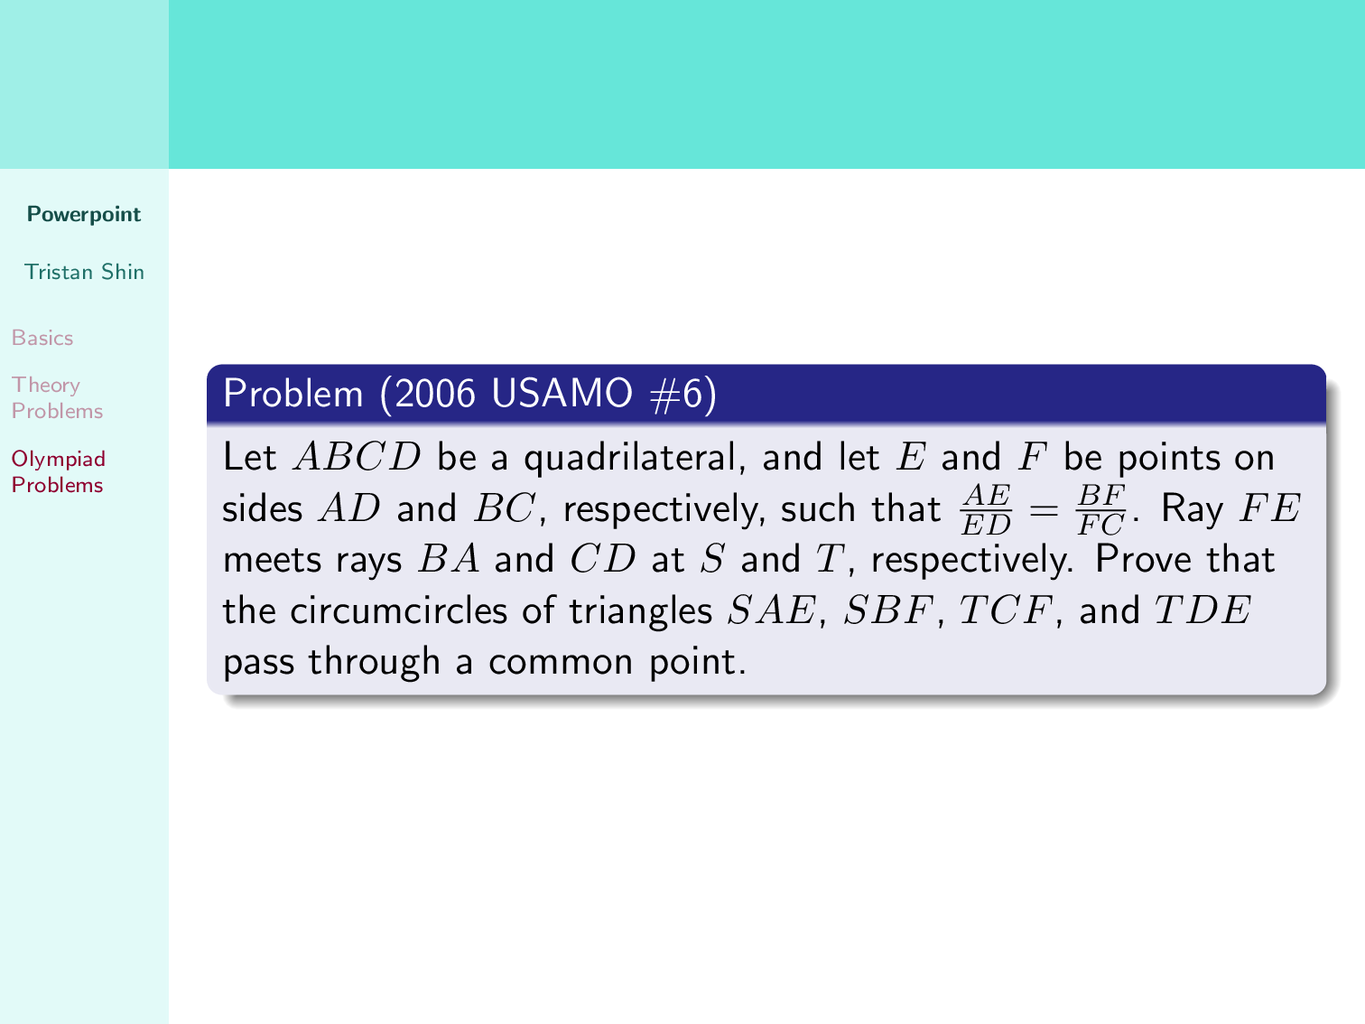 Powerpoint
Tristan Shin
Basics
Theory
Problems
Olympiad
Problems
Problem (2006 USAMO #6)
Let ABCD be a quadrilateral, and let E and F be points on
sides AD and BC, respectively, such that AE/ED = BF/FC. Ray FE
meets rays BA and CD at S and T, respectively. Prove that
the circumcircles of triangles SAE, SBF, TCF, and TDE
pass through a common point.